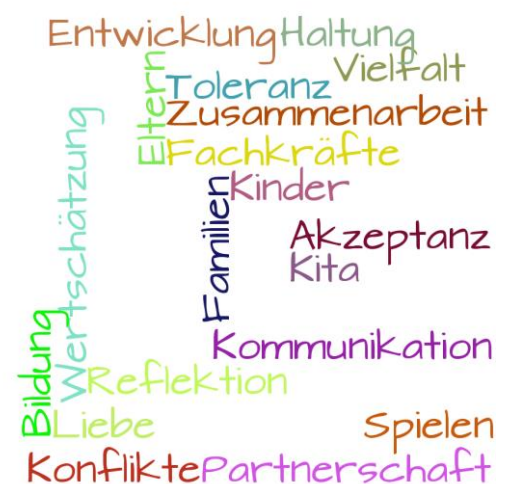 Entwicklung Haltung
Vielfalt
Eltern
Toleranz
Zusammenarbeit
Fachkräfte
Wertschätzung
Kinder
Familien
Akzeptanz
Kita
Bildung
Kommunikation
Reflektion
Liebe
Spielen
Konflikte Partnerschaft